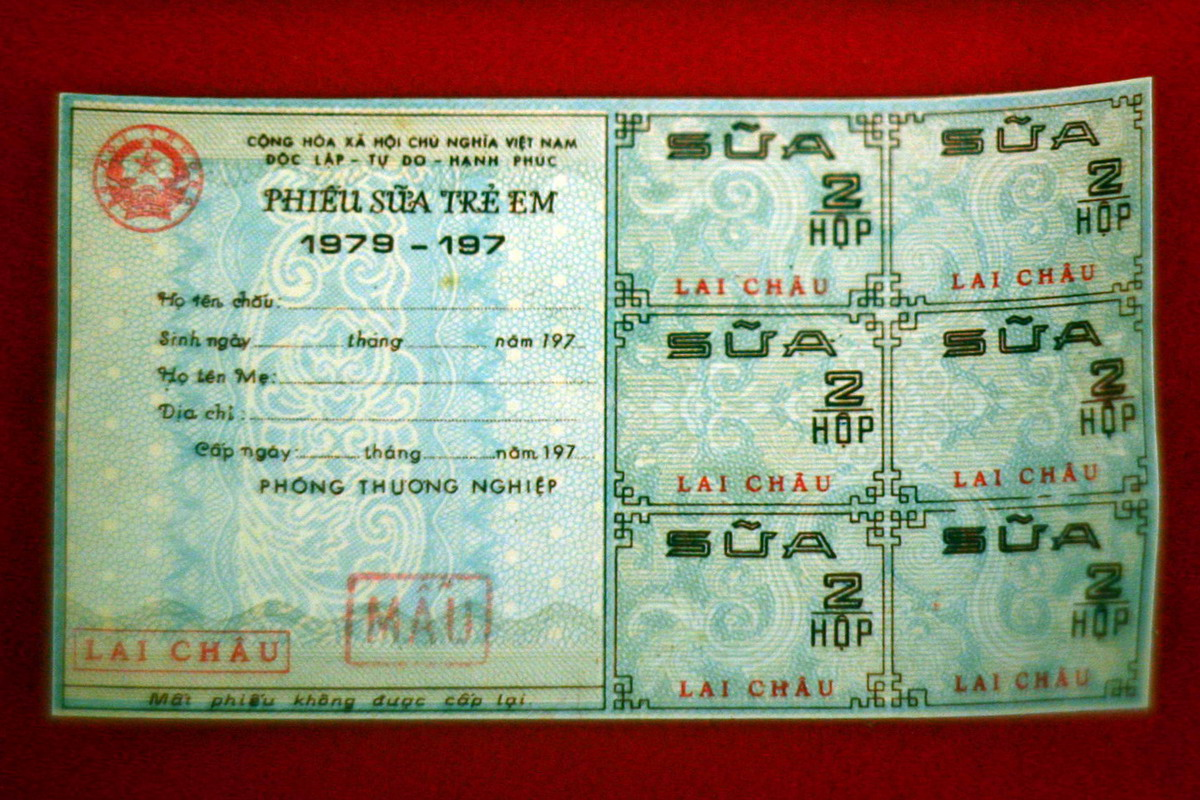 CỘNG HÒA XÃ HỘI CHỦ NGHĨA VIỆT NAM
ĐỘC LẬP - TỰ DO - HẠNH PHÚC
PHIẾU SỮA TRẺ EM
1979 - 197
Họ tên cháu:
Sinh ngày tháng năm 197
Họ tên Mẹ:
Địa chỉ:
Cấp ngày: tháng năm 197
PHÒNG THƯƠNG NGHIỆP
MẪU
LAI CHÂU
Mất phiếu không được cấp lại.
SỮA
2
HỘP
LAI CHÂU
SỮA
2
HỘP
LAI CHÂU
SỮA
2
HỘP
LAI CHÂU
SỮA
2
HỘP
LAI CHÂU
SỮA
2
HỘP
LAI CHÂU
SỮA
2
HỘP
LAI CHÂU